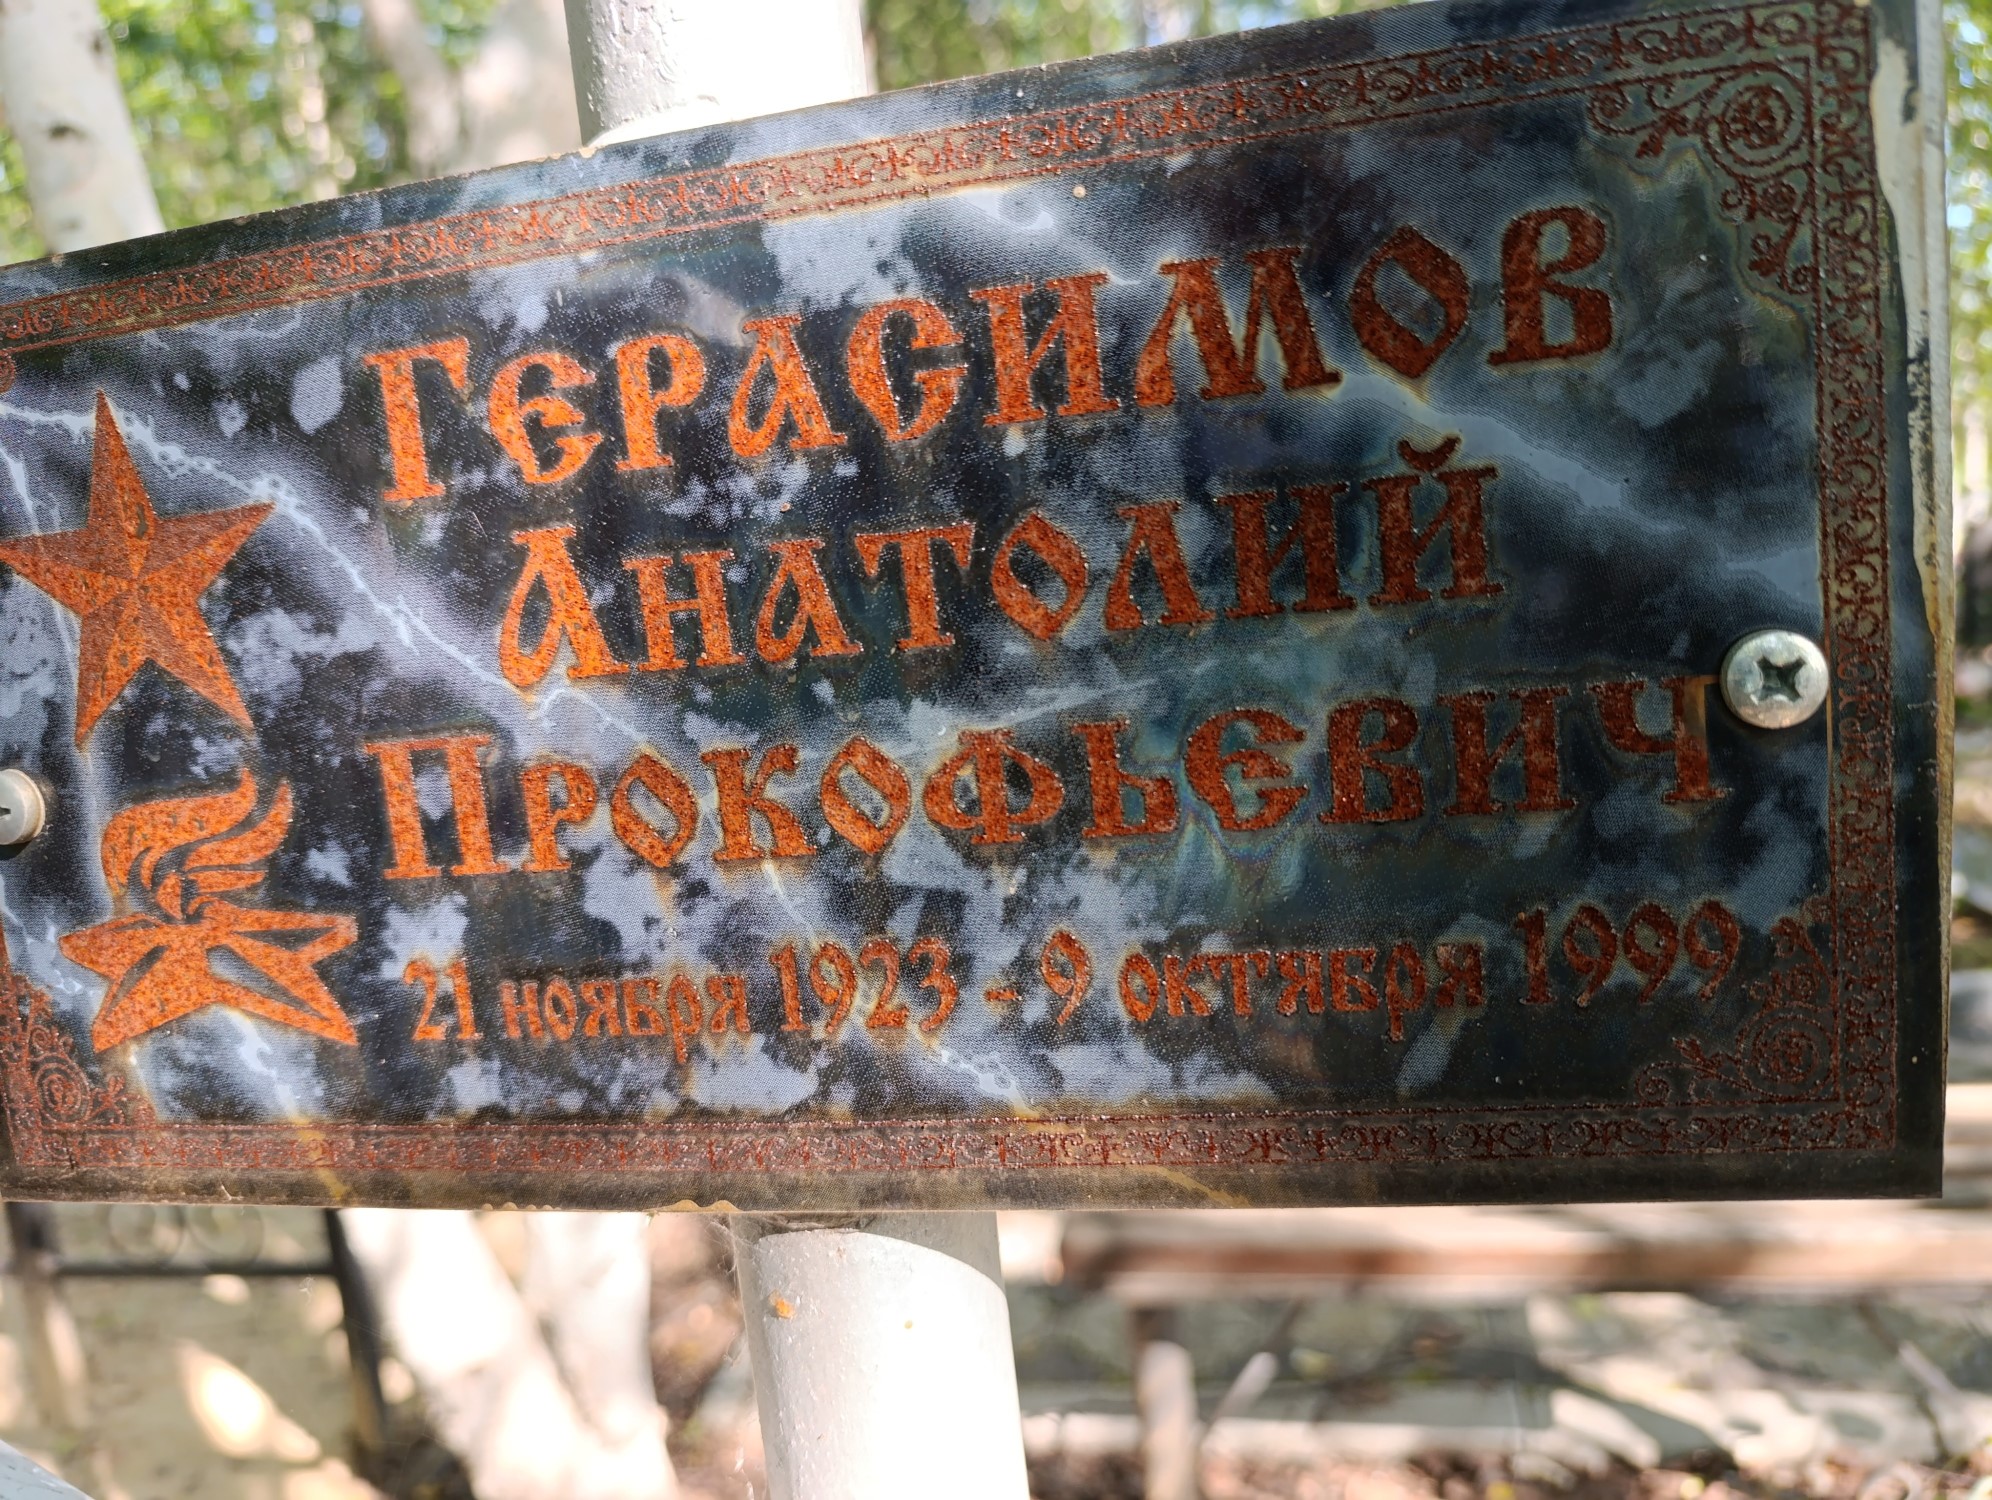 Герасимов
Анатолий
Прокофьевич
21 ноября 1923 - 9 октября 1999